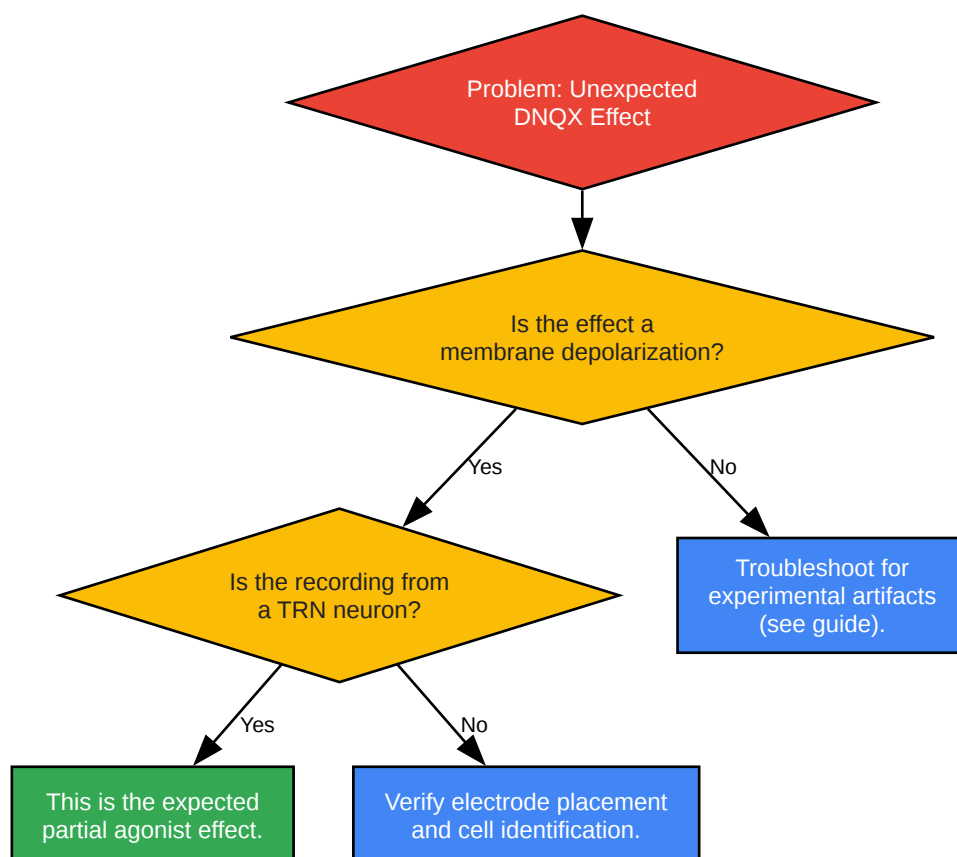 Problem: Unexpected
DNQX Effect
Is the effect a
membrane depolarization?
Yes
No
Is the recording from
a TRN neuron?
Troubleshoot for
experimental artifacts
(see guide).
Yes
No
This is the expected
partial agonist effect.
Verify electrode placement
and cell identification.